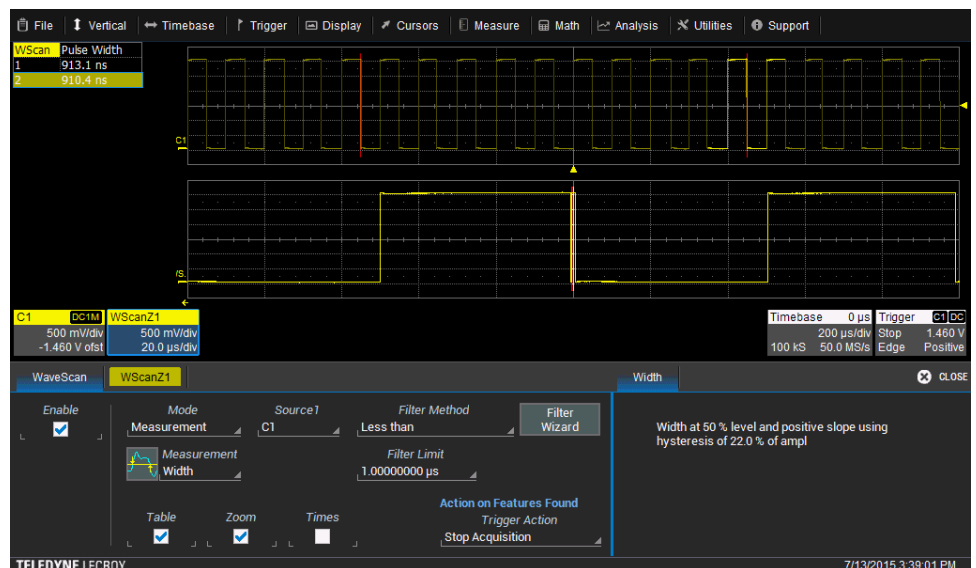 File Vertical Timebase Trigger Display Cursors Measure Math Analysis Utilities Support
WScan Pulse Width
1 913.1 ns
2 910.4 ns
C1
C1 DC1M
500 mV/div
-1.460 V ofst
WScanZ1
500 mV/div
20.0 µs/div
Timebase 0 µs
200 µs/div
100 kS 50.0 MS/s
Trigger C1 DC
Stop 1.460 V
Edge Positive
WaveScan WScanZ1 Width CLOSE
Enable
Mode
Measurement
Source1
C1
Filter Method
Less than
Filter Wizard
Measurement
Width
Filter Limit
1.00000000 µs
Table Zoom Times
Action on Features Found
Trigger Action
Stop Acquisition
Width at 50 % level and positive slope using
hysteresis of 22.0 % of ampl
TELEDYNE LECROY 7/13/2015 3:39:01 PM